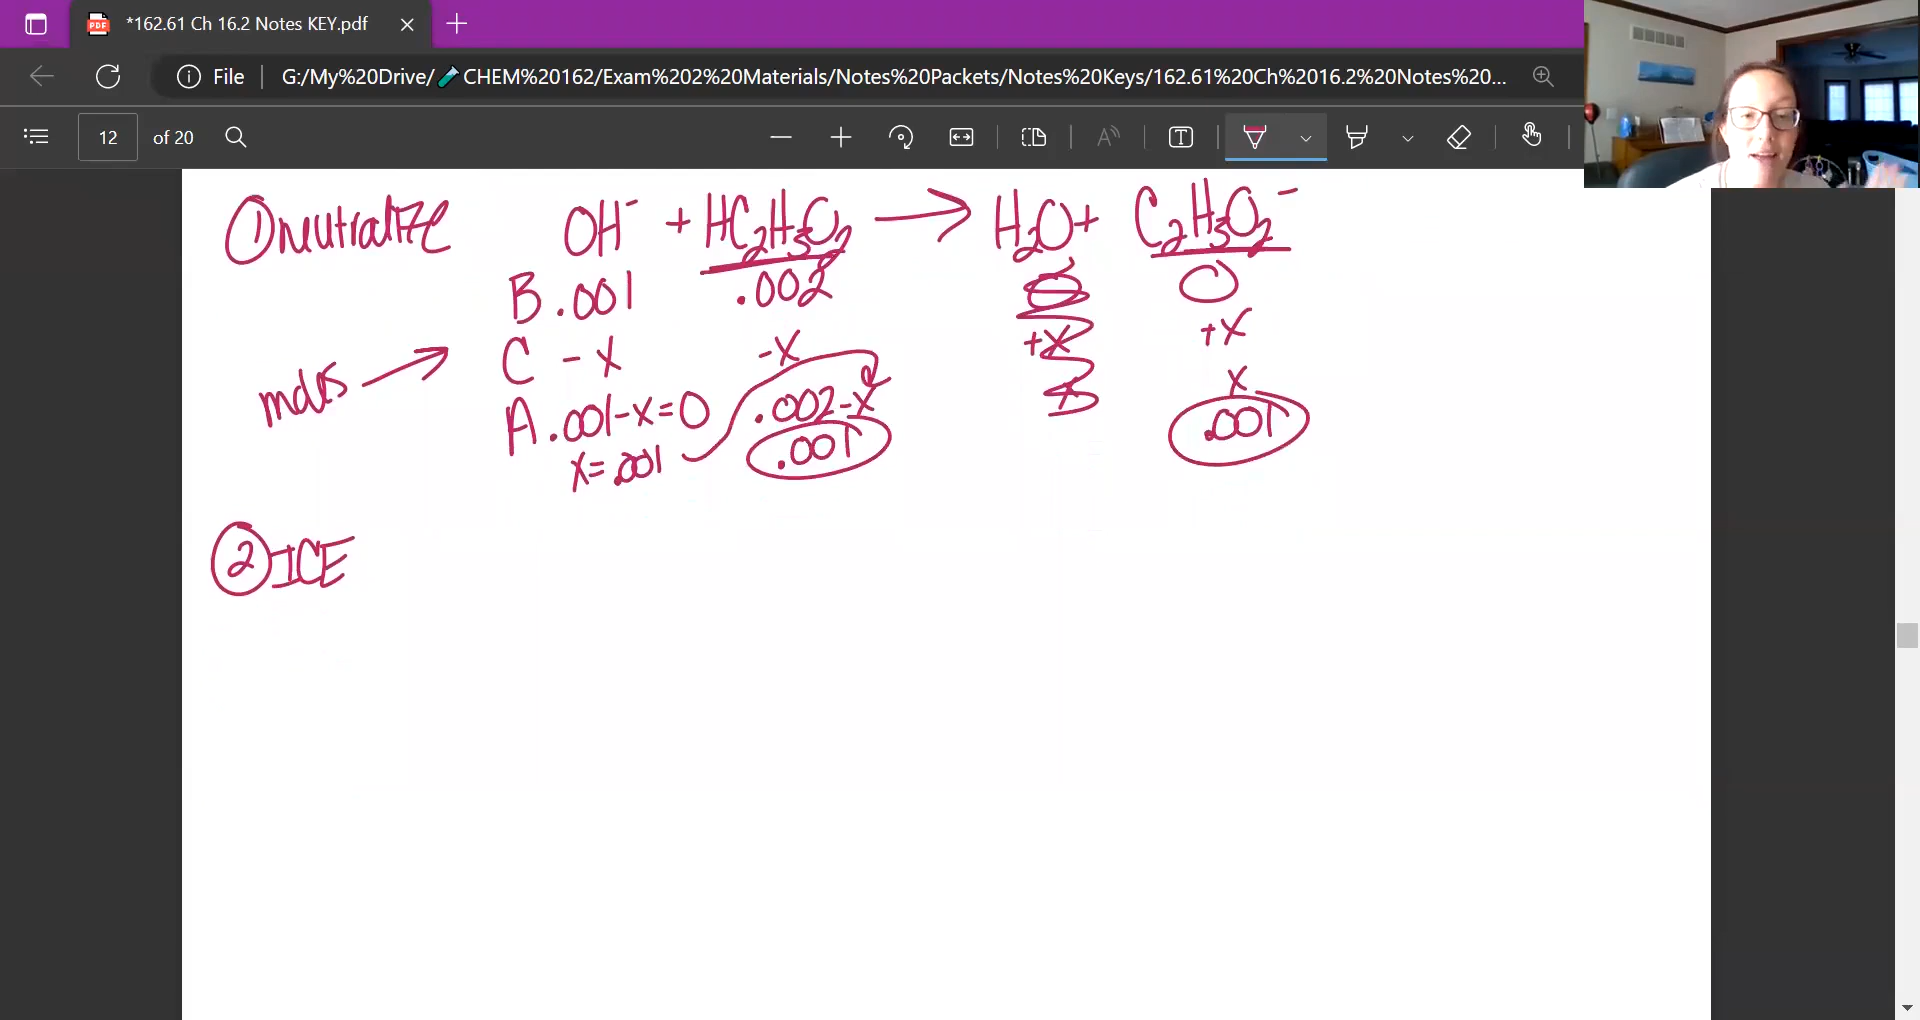 *162.61 Ch 16.2 Notes KEY.pdf
File G:/My%20Drive/🧪CHEM%20162/Exam%202%20Materials/Notes%20Packets/Notes%20Keys/162.61%20Ch%2016.2%20Notes%20...
12 of 20
① neutralize OH⁻ + HC₂H₃O₂ → H₂O + C₂H₃O₂⁻
B .001 .002 0 0
moles → C -x -x +x +x
A .001-x=0 .002-x x x
x=.001 .001 .001
② ICE